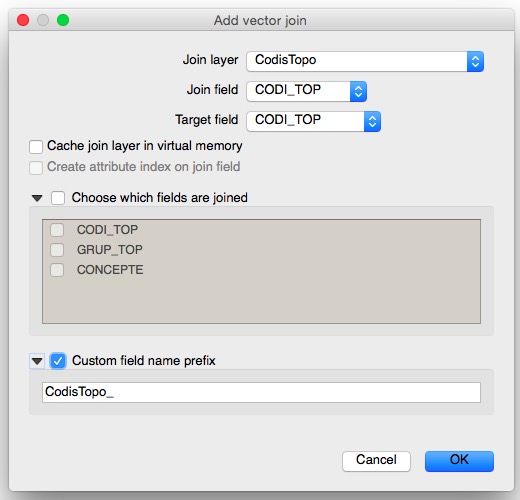 Add vector join
Join layer CodisTopo
Join field CODI_TOP
Target field CODI_TOP
Cache join layer in virtual memory
Create attribute index on join field
Choose which fields are joined
CODI_TOP
GRUP_TOP
CONCEPTE
Custom field name prefix
CodisTopo_
Cancel OK